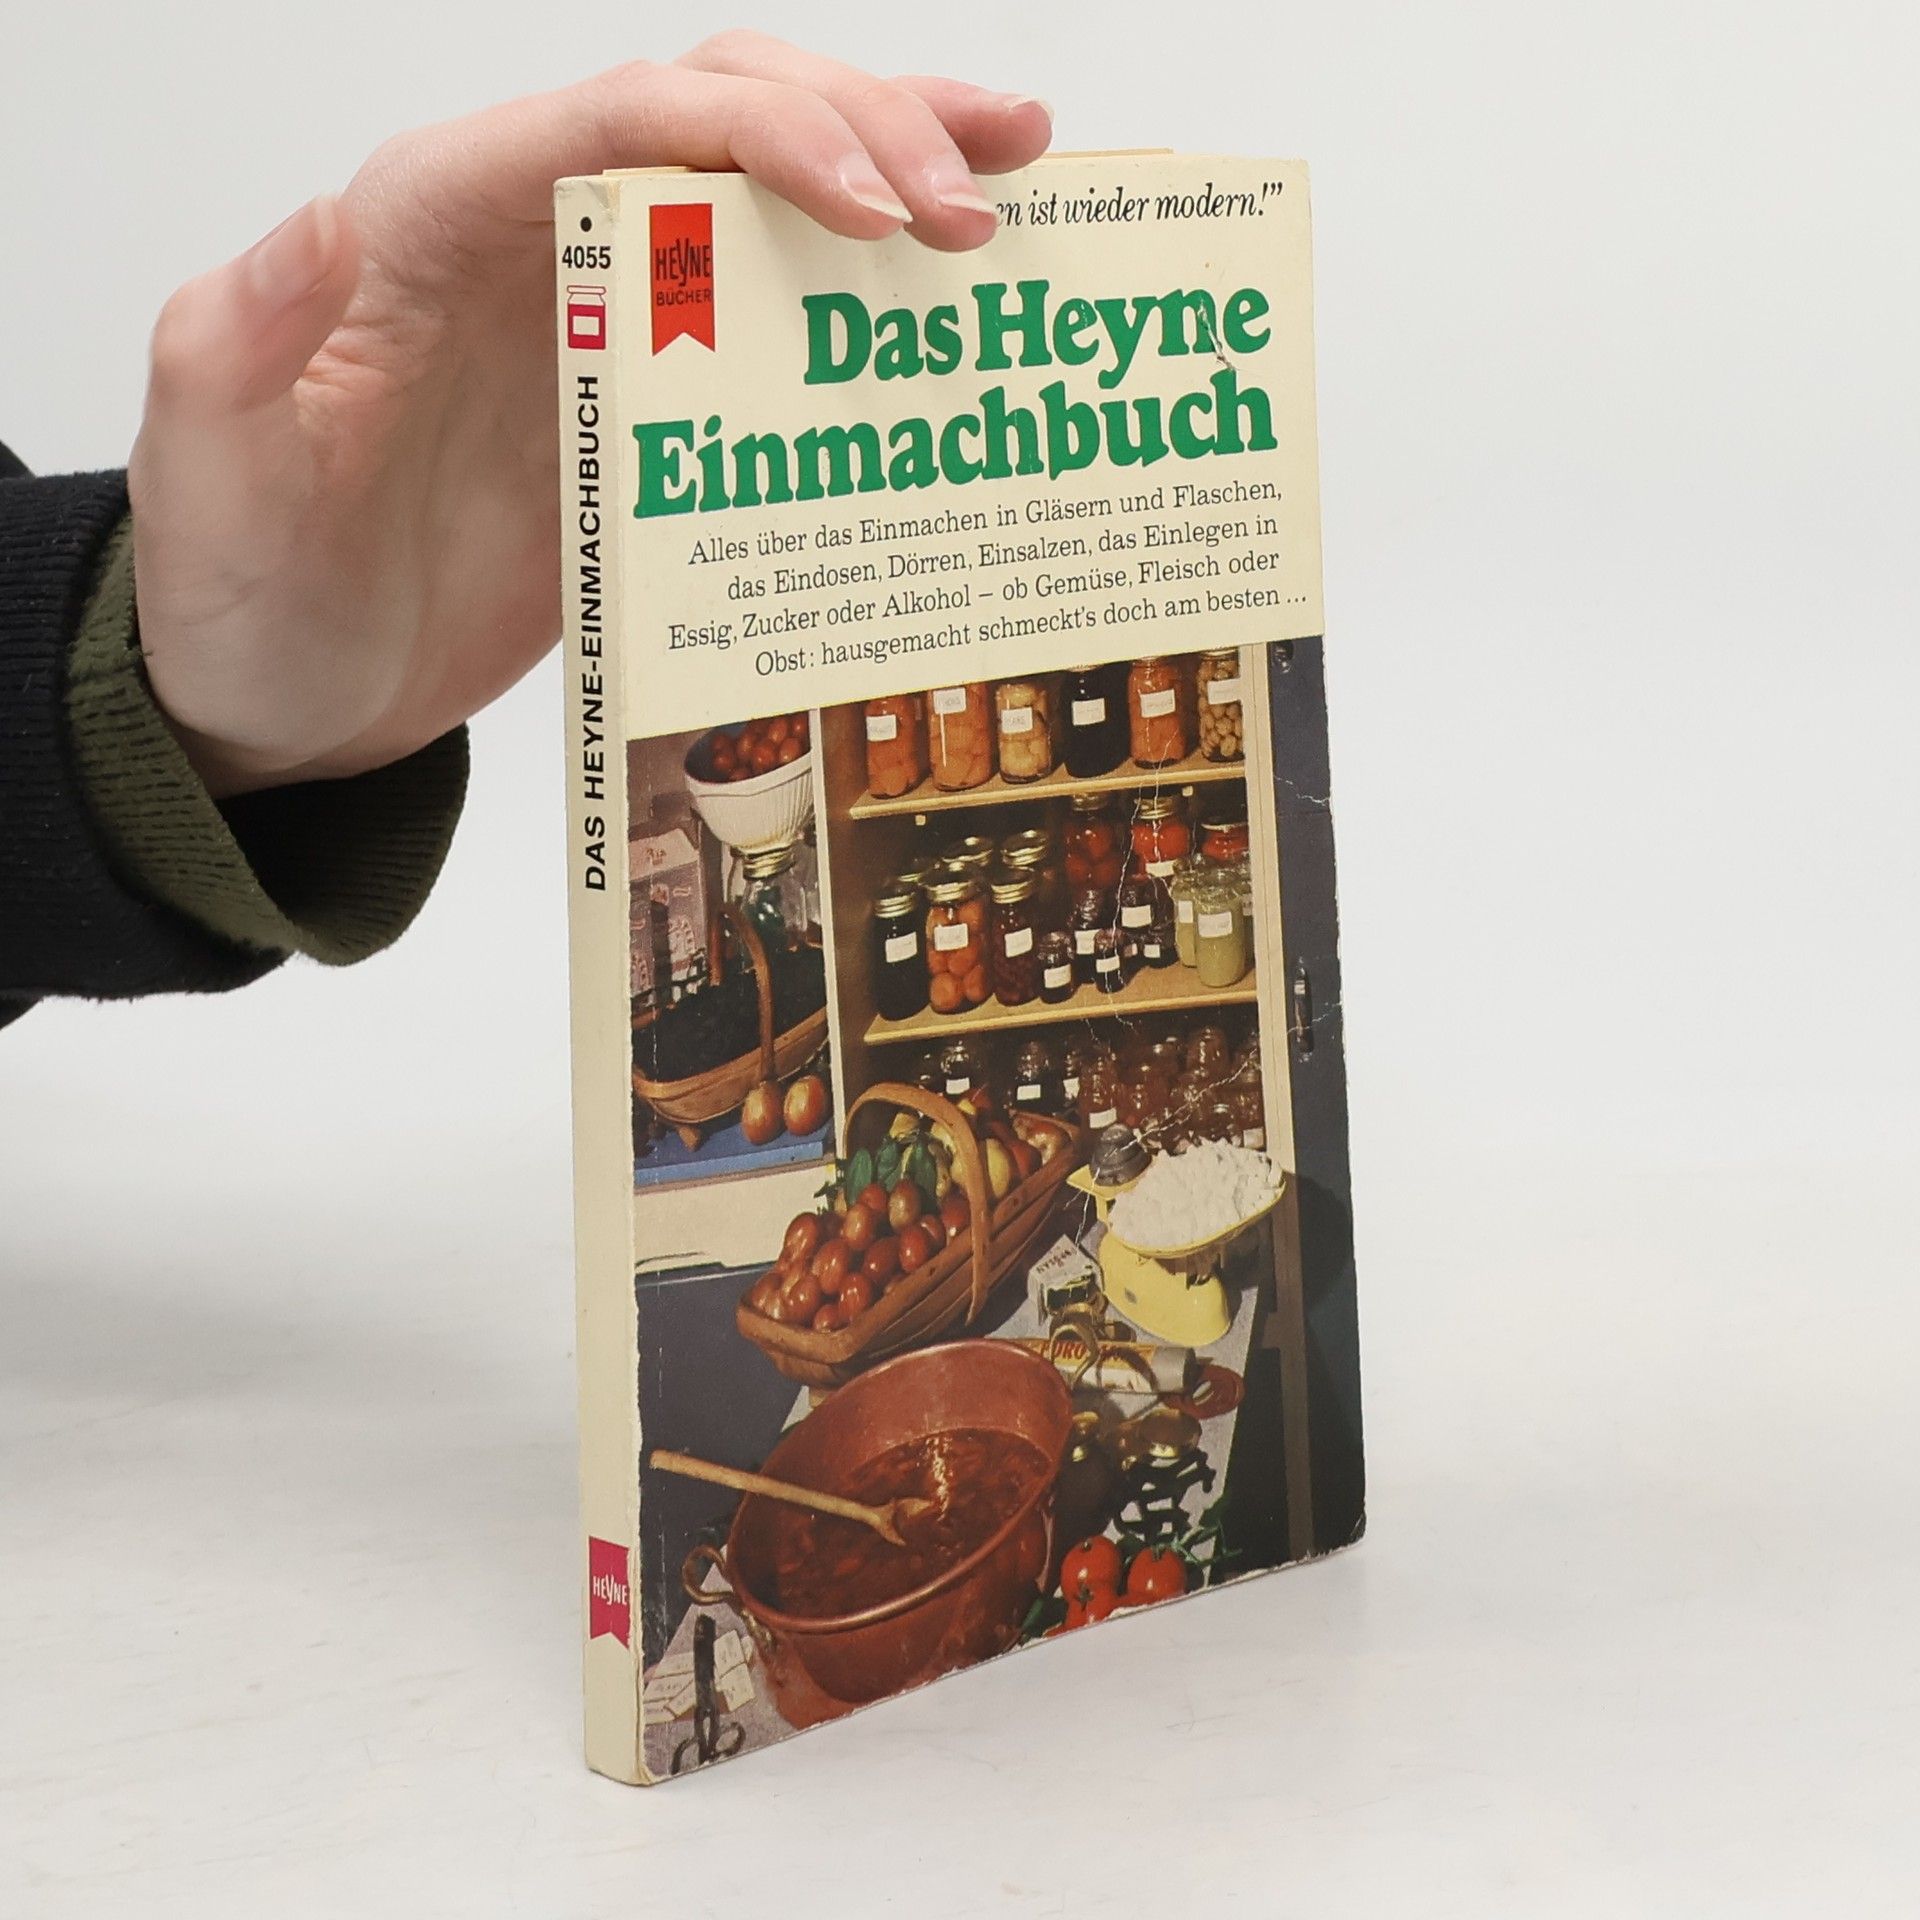 4055
DAS HEYNE-EINMACHBUCH
HEYNE
HEYNE
BÜCHER
ist wieder modern!”
Das Heyne
Einmachbuch
Alles über das Einmachen in Gläsern und Flaschen,
das Eindosen, Dörren, Einsalzen, das Einlegen in
Essig, Zucker oder Alkohol – ob Gemüse, Fleisch oder
Obst: hausgemacht schmeckt's doch am besten ...